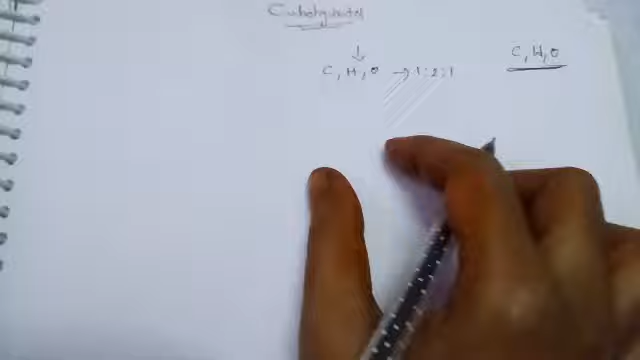 Carbohydrates
C, H, O → 1:2:1
C, H, O